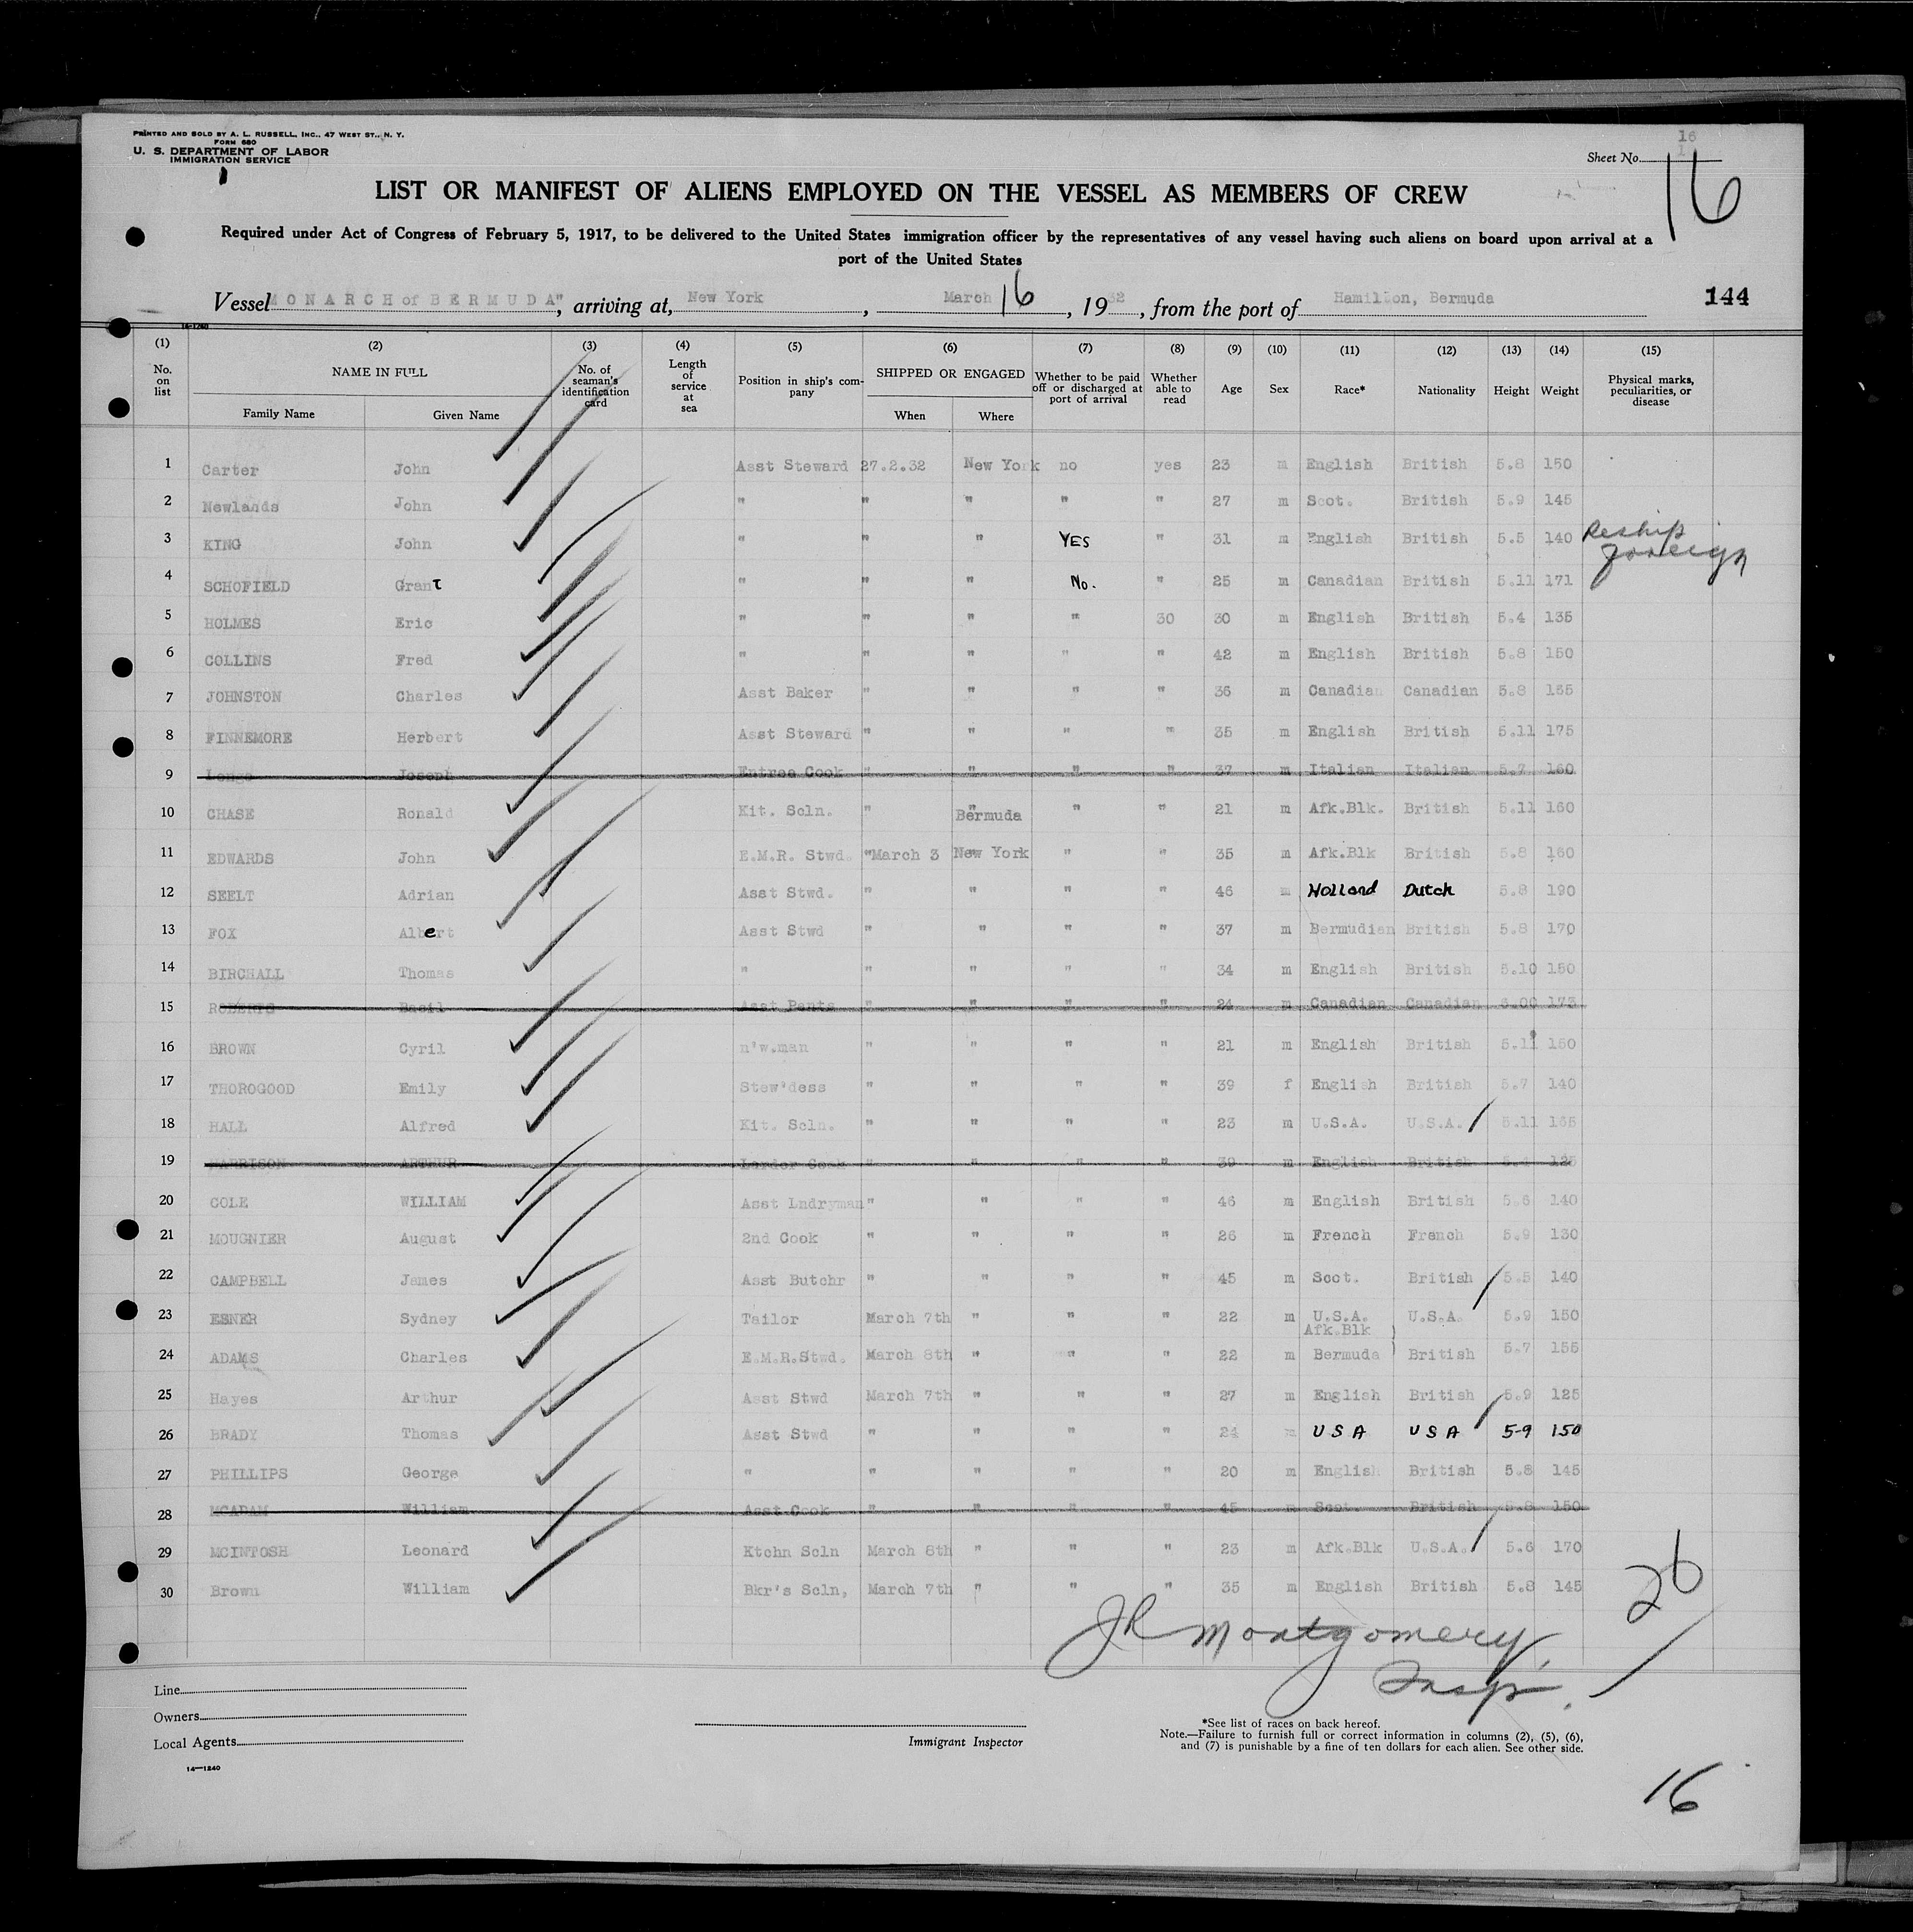 PRINTED AND SOLD BY A. L. RUSSELL, INC., 47 WEST ST., N. Y.
FORM 680
U. S. DEPARTMENT OF LABOR
IMMIGRATION SERVICE
16
Sheet No.
16
LIST OR MANIFEST OF ALIENS EMPLOYED ON THE VESSEL AS MEMBERS OF CREW
Required under Act of Congress of February 5, 1917, to be delivered to the United States immigration officer by the representatives of any vessel having such aliens on board upon arrival at a
port of the United States
Vessel MONARCH of BERMUDA", arriving at, New York, March 16, 1932, from the port of Hamilton, Bermuda 144
14-1240
(1) (2) (3) (4) (5) (6) (7) (8) (9) (10) (11) (12) (13) (14) (15)
No. on list NAME IN FULL Family Name Given Name No. of seaman's identification card Length of service at sea Position in ship's company SHIPPED OR ENGAGED When Where Whether to be paid off or discharged at port of arrival Whether able to read Age Sex Race* Nationality Height Weight Physical marks, peculiarities, or disease
1 Carter John Asst Steward 27.2.32 New York no yes 23 m English British 5.8 150
2 Newlands John " " " " " 27 m Scot. British 5.9 145
3 KING John " " " YES " 31 m English British 5.5 140 Reship foreign
4 SCHOFIELD Grant " " " No. " 25 m Canadian British 5.11 171
5 HOLMES Eric " " " " 30 30 m English British 5.4 135
6 COLLINS Fred " " " " " 42 m English British 5.8 150
7 JOHNSTON Charles Asst Baker " " " " 36 m Canadian Canadian 5.8
8 FINNEMORE Herbert Asst Steward " " " " 35 m English British 5.11 175
9 Longo Joseph Entree Cook " " " " 37 m Italian Italian 5.7 160
10 CHASE Ronald Kit. Scln. " " Bermuda " " 21 m Afk.Blk. British 5.11 160
11 EDWARDS John E.M.R. Stwd. "March 3 New York " " 35 m Afk.Blk British 5.8 160
12 SEELT Adrian Asst Stwd. " " " " 46 m Holland Dutch 5.8 190
13 FOX Albert Asst Stwd " " " " 37 m Bermudian British 5.8 170
14 BIRCHALL Thomas " " " " " 34 m English British 5.10 150
15 ROBERTS Basil Asst Pants " " " " 24 m Canadian Canadian 6.00 173
16 BROWN Cyril n'w.man " " " " 21 m English British 5.11 150
17 THOROGOOD Emily Stew'dess " " " " 39 f English British 5.7 140
18 HALL Alfred Kit. Scln. " " " " 23 m U.S.A. U.S.A. 5.11
19 HARRISON ARTHUR Larder Cook " " " " 39 m English British 125
20 COLE WILLIAM Asst Lndryman " " " " 46 m English British 5.6 140
21 MOUGNIER August 2nd Cook " " " " 26 m French French 5.9 130
22 CAMPBELL James Asst Butchr " " " " 45 m Scot. British 5.5 140
23 ESNER Sydney Tailor March 7th " " " 22 m U.S.A. U.S.A. 5.9 150
Afk.Blk )
24 ADAMS Charles E.M.R.Stwd. March 8th " " " 22 m Bermuda ) British 5.7 155
25 Hayes Arthur Asst Stwd March 7th " " " 27 m English British 5.9 125
26 BRADY Thomas Asst Stwd " " " " 24 m USA USA 5-9 150
27 PHILLIPS George " " " " " 20 m English British 5.8 145
28 MCADAM William Asst Cook " " " " 45 m Scot. British 5.8 150
29 MCINTOSH Leonard Ktchn Scln March 8th " " " 23 m Afk.Blk U.S.A. 5.6 170
30 Brown William Bkr's Scln, March 7th " " " 35 m English British 5.8 145
26
JR Montgomery,
Insp.
Line
Owners
Local Agents
Immigrant Inspector
*See list of races on back hereof.
Note.—Failure to furnish full or correct information in columns (2), (5), (6),
and (7) is punishable by a fine of ten dollars for each alien. See other side.
14—1240
16